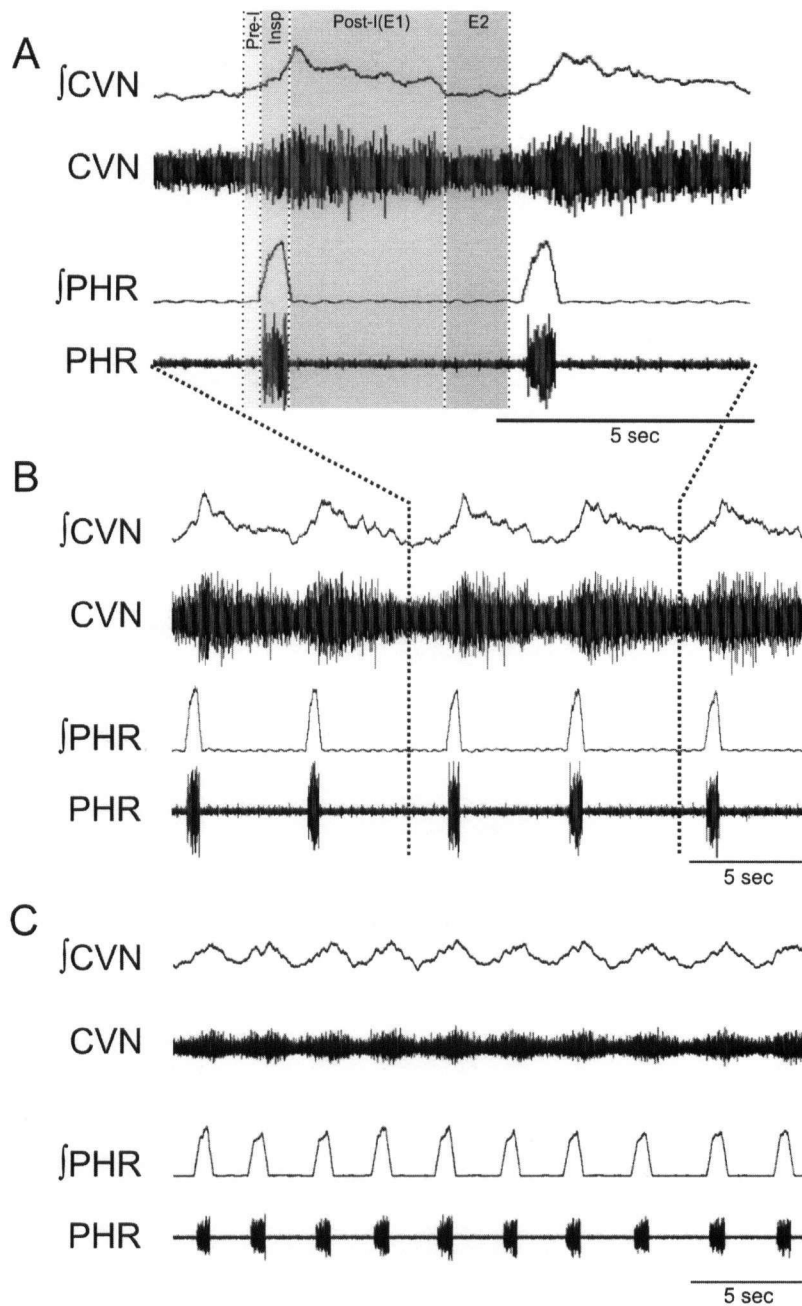 Pre-I
Insp
Post-I(E1)
E2
A
∫CVN
CVN
∫PHR
PHR
5 sec
B
∫CVN
CVN
∫PHR
PHR
5 sec
C
∫CVN
CVN
∫PHR
PHR
5 sec